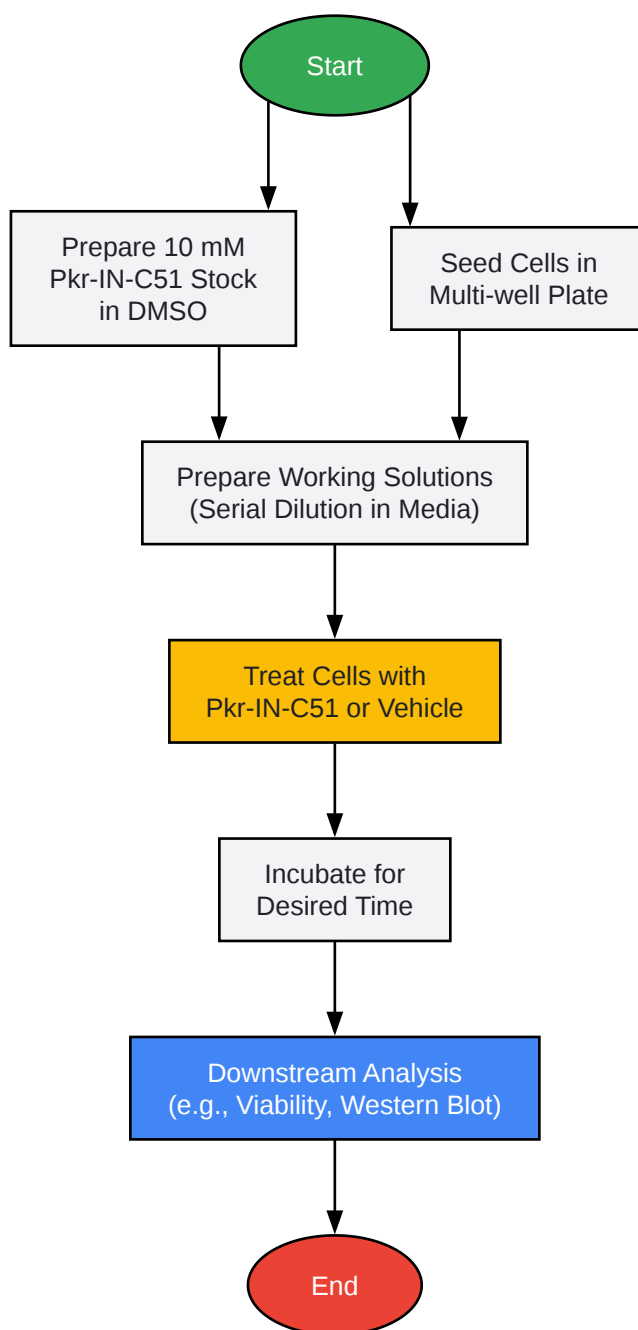 Start
Prepare 10 mM
Pkr-IN-C51 Stock
in DMSO
Seed Cells in
Multi-well Plate
Prepare Working Solutions
(Serial Dilution in Media)
Treat Cells with
Pkr-IN-C51 or Vehicle
Incubate for
Desired Time
Downstream Analysis
(e.g., Viability, Western Blot)
End